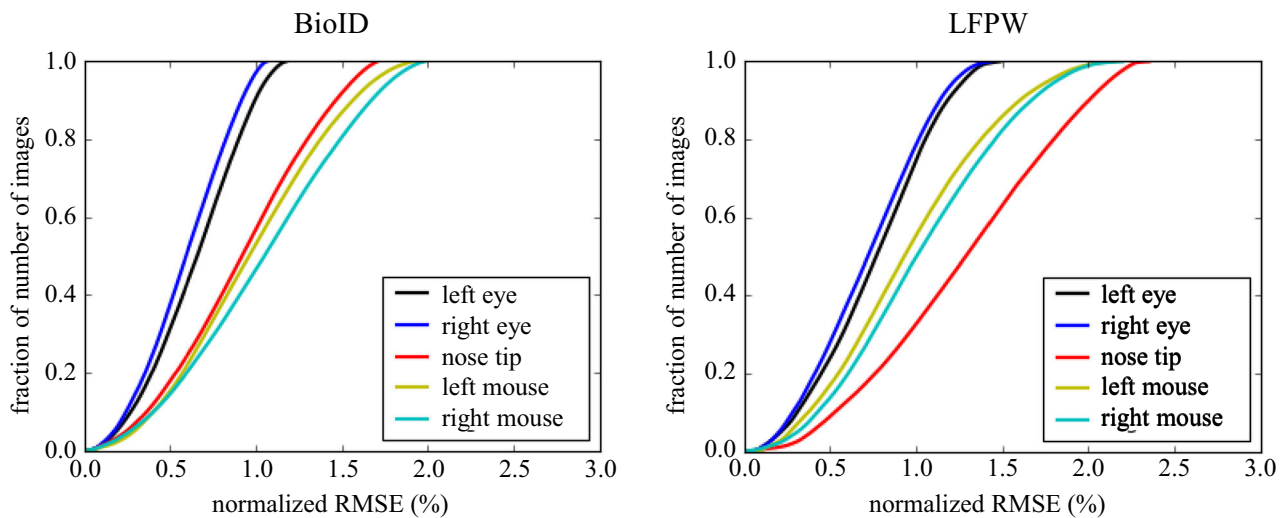 BioID
1.0
0.8
0.6
0.4
0.2
0.0
fraction of number of images
left eye
right eye
nose tip
left mouse
right mouse
0.0 0.5 1.0 1.5 2.0 2.5 3.0
normalized RMSE (%)
LFPW
1.0
0.8
0.6
0.4
0.2
0.0
fraction of number of images
left eye
right eye
nose tip
left mouse
right mouse
0.0 0.5 1.0 1.5 2.0 2.5 3.0
normalized RMSE (%)